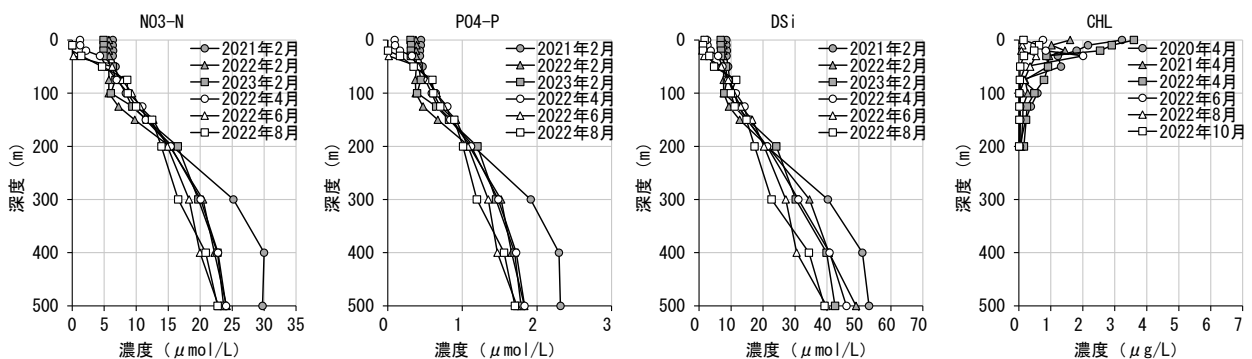 NO3-N
0
100
200
300
400
500
深度 (m)
0 5 10 15 20 25 30 35
濃度 (μmol/L)
2021年2月
2022年2月
2023年2月
2022年4月
2022年6月
2022年8月
PO4-P
0
100
200
300
400
500
深度 (m)
0 1 2 3
濃度 (μmol/L)
2021年2月
2022年2月
2023年2月
2022年4月
2022年6月
2022年8月
DSi
0
100
200
300
400
500
深度 (m)
0 10 20 30 40 50 60 70
濃度 (μmol/L)
2021年2月
2022年2月
2023年2月
2022年4月
2022年6月
2022年8月
CHL
0
100
200
300
400
500
深度 (m)
0 1 2 3 4 5 6 7
濃度 (μg/L)
2020年4月
2021年4月
2022年4月
2022年6月
2022年8月
2022年10月